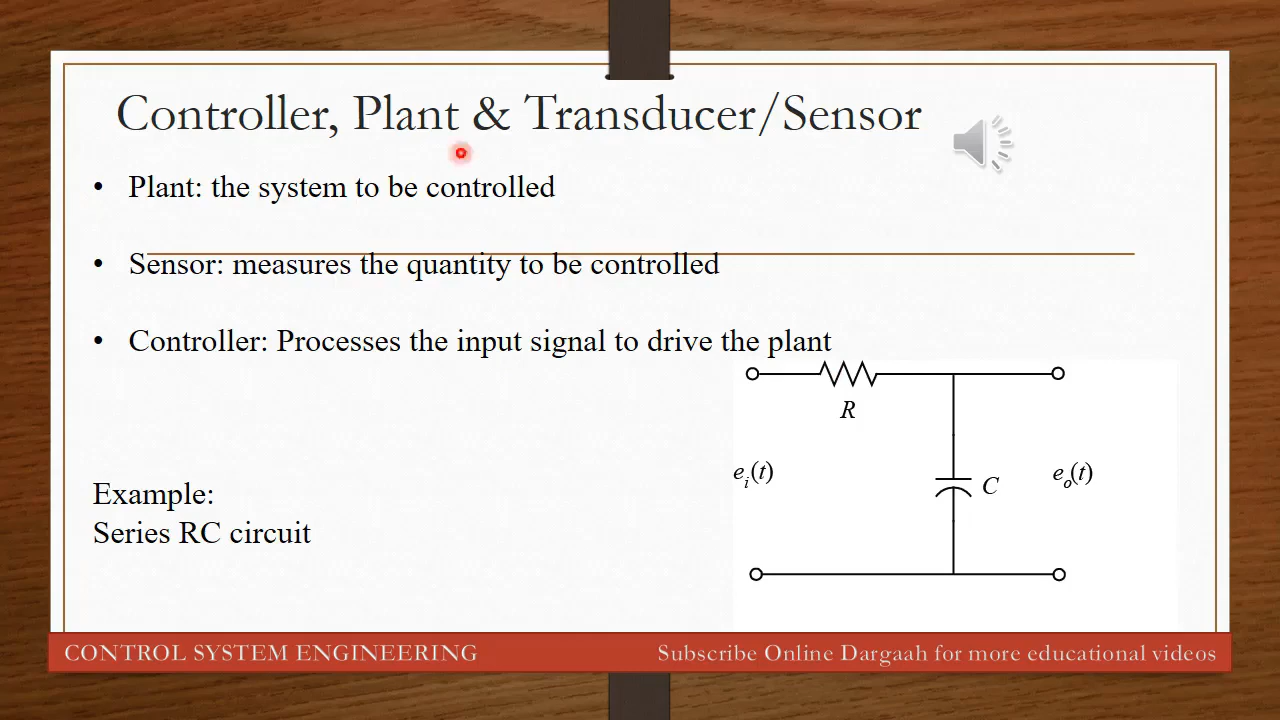 Controller, Plant & Transducer/Sensor
• Plant: the system to be controlled
• Sensor: measures the quantity to be controlled
• Controller: Processes the input signal to drive the plant
R
e_i(t)
C
e_o(t)
Example:
Series RC circuit
CONTROL SYSTEM ENGINEERING
Subscribe Online Dargaah for more educational videos